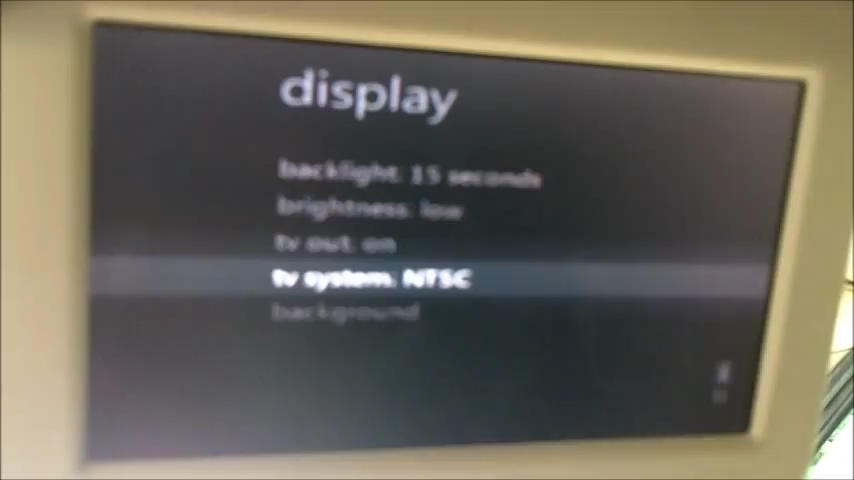 display
backlight: 15 seconds
brightness: low
tv out: on
tv system: NTSC
background